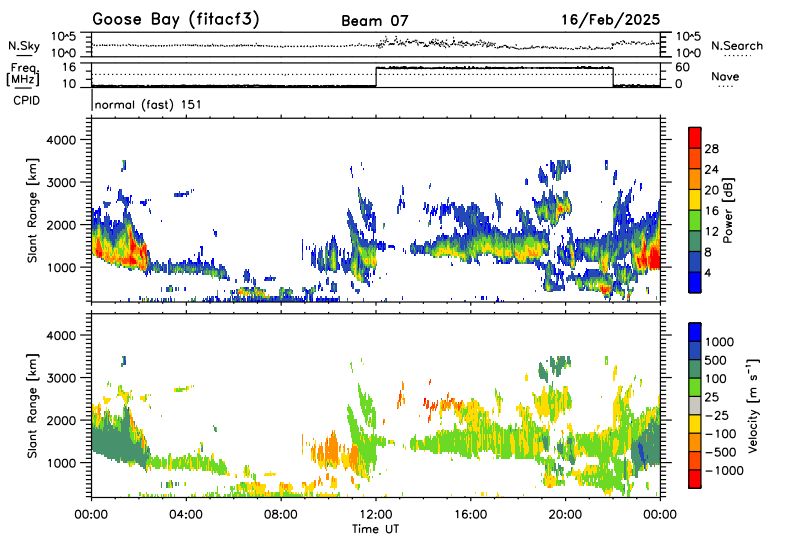 Goose Bay (fitacf3)
Beam 07
16/Feb/2025
N.Sky
10^5
10^0
10^5
10^0
N.Search
Freq.
[MHz]
16
10
60
0
Nave
CPID
normal (fast) 151
Slant Range [km]
4000
3000
2000
1000
28
24
20
16
12
8
4
Power [dB]
Slant Range [km]
4000
3000
2000
1000
1000
500
100
25
−25
−100
−500
−1000
Velocity [m s⁻¹]
00:00
04:00
08:00
12:00
16:00
20:00
00:00
Time UT